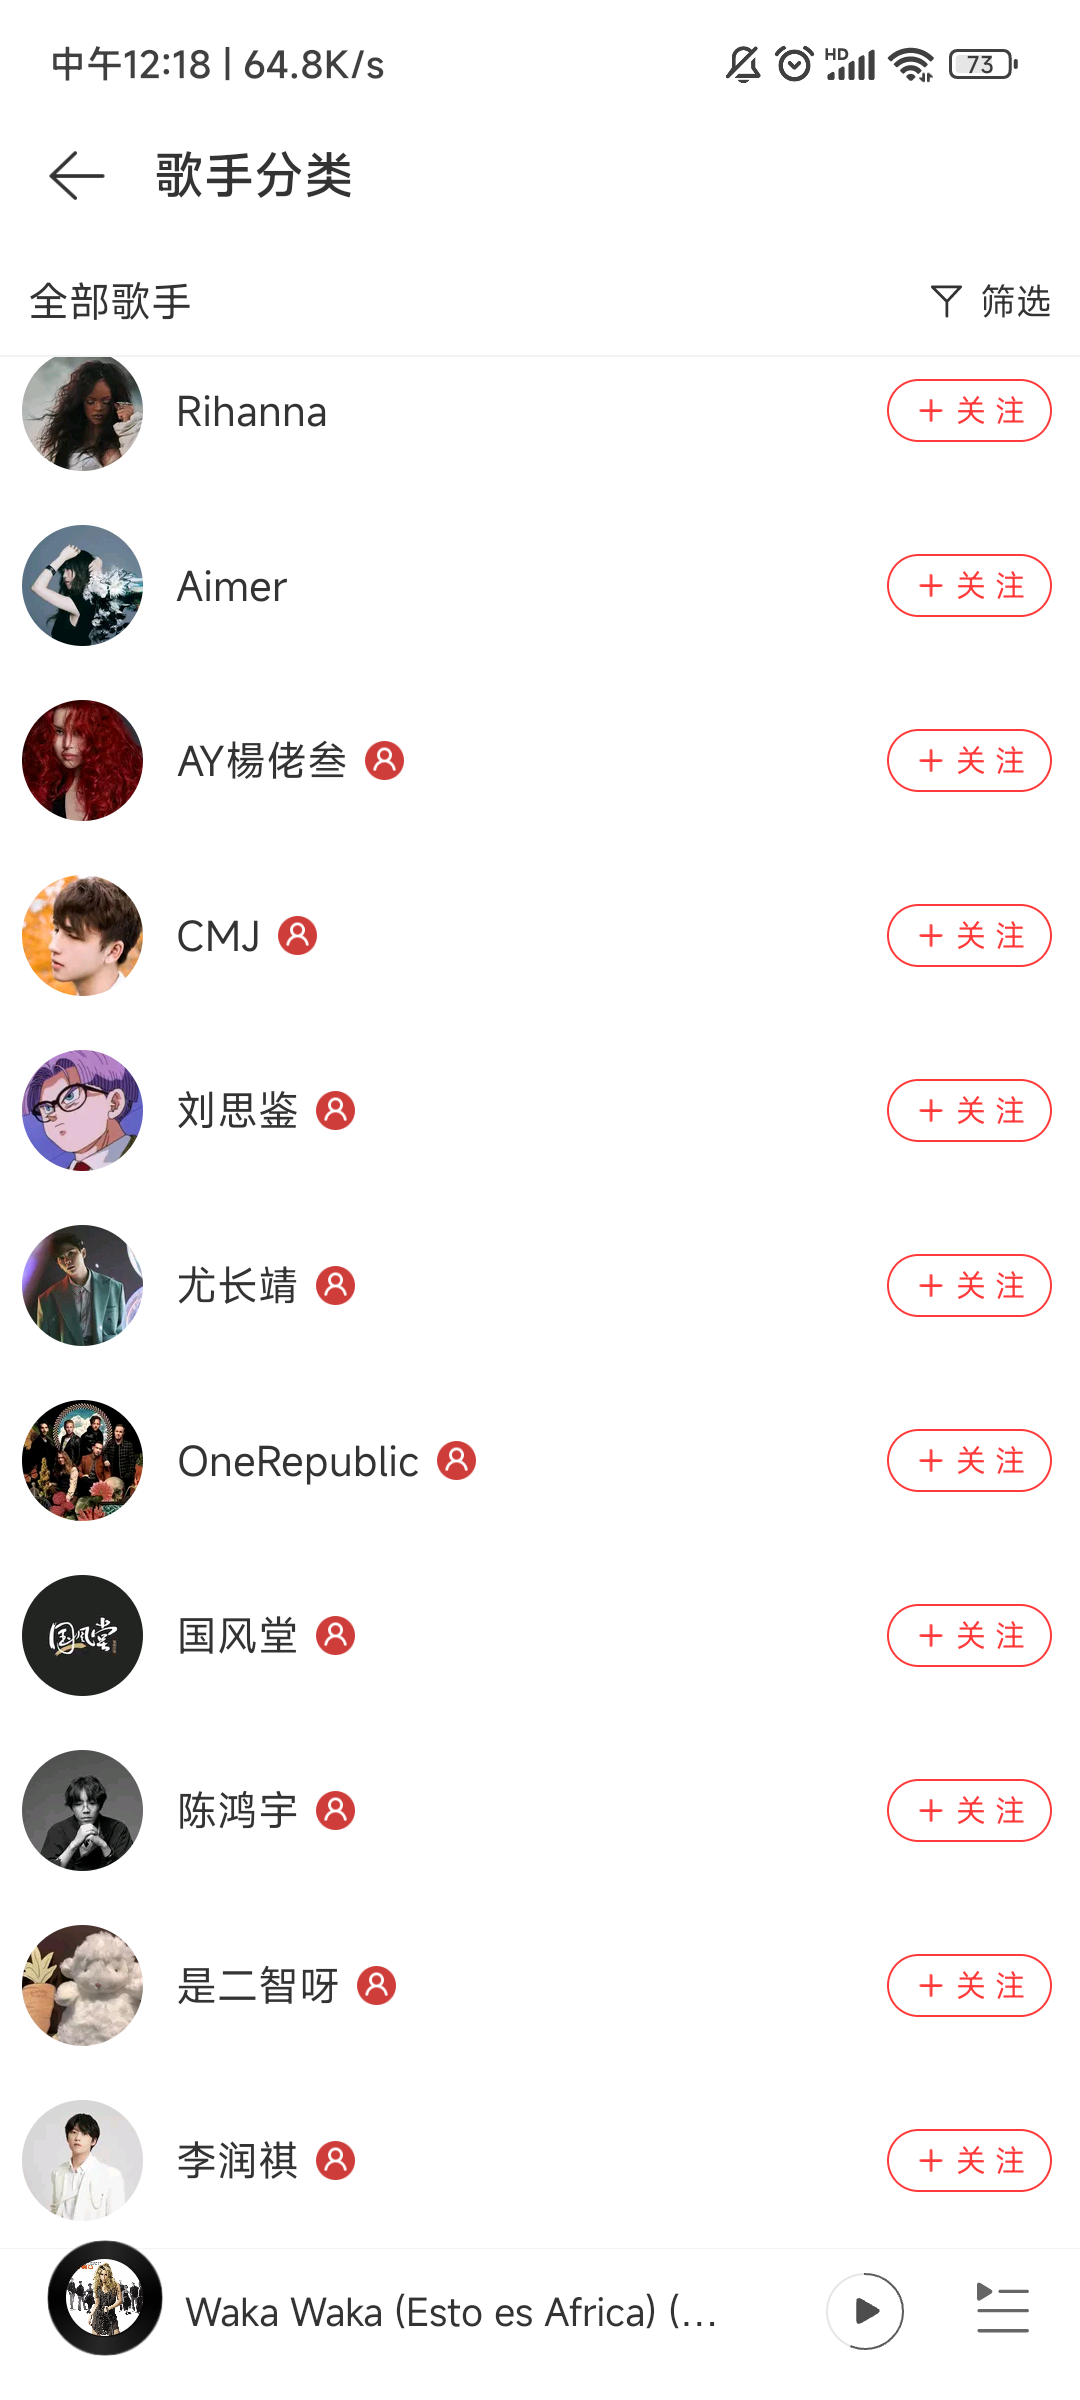 中午12:18 | 64.8K/s
HD
73
歌手分类
全部歌手
筛选
Rihanna
+ 关 注
Aimer
+ 关 注
AY楊佬叁
+ 关 注
CMJ
+ 关 注
刘思鉴
+ 关 注
尤长靖
+ 关 注
OneRepublic
+ 关 注
国风堂
国风堂
+ 关 注
陈鸿宇
+ 关 注
是二智呀
+ 关 注
李润祺
+ 关 注
Waka Waka (Esto es Africa) (...